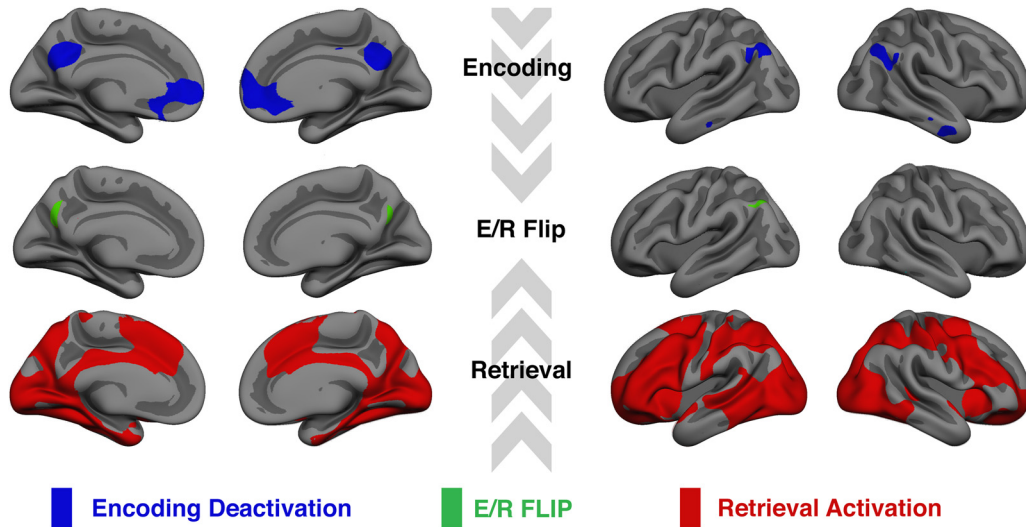 Encoding
E/R Flip
Retrieval
Encoding Deactivation
E/R FLIP
Retrieval Activation